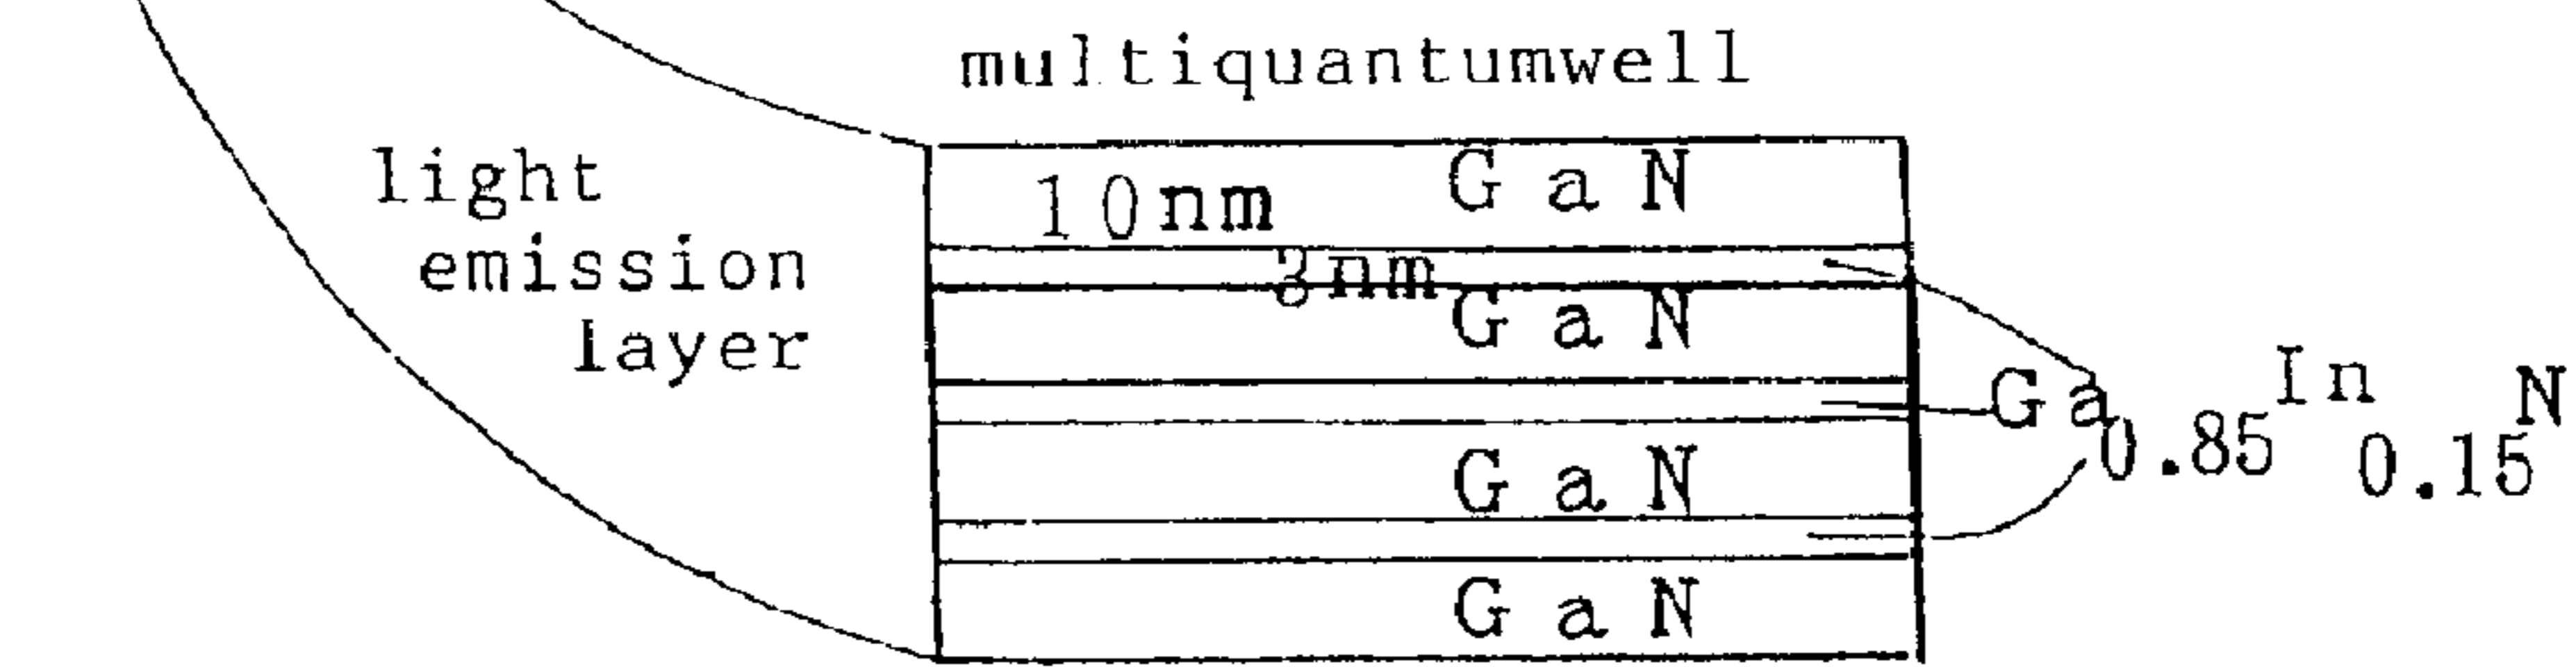 multiquantumwell
light
emission
layer
10nm GaN
3nm
GaN
Ga0.85In0.15N
GaN
GaN